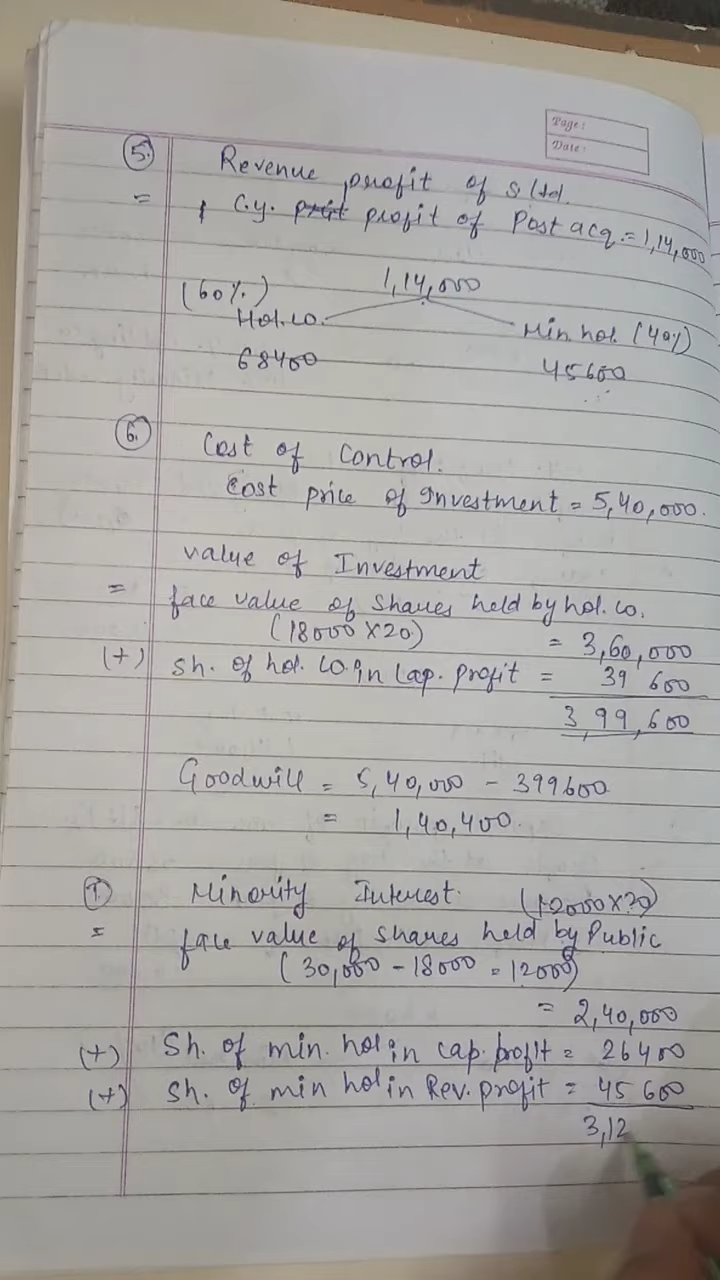 Page:
Date:
5. Revenue profit of S Ltd.
= C.y. profit of Post acq. = 1,14,000
1,14,000
(60%)
Hol. co. Min. hol. (40%)
68400 45600
6. Cost of Control.
Cost price of Investment = 5,40,000.
Value of Investment
= face value of shares held by hol. co.
(18000 X 20) = 3,60,000
(+) Sh. of hol. co. in Cap. profit = 39 600
3,99,600
Goodwill = 5,40,000 - 399600
= 1,40,400.
7. Minority Interest. (12000X20)
= face value of shares held by Public
(30,000 - 18000 = 12000)
= 2,40,000
(+) Sh. of min. hol in cap. profit = 26400
(+) Sh. of min hol in Rev. profit = 45 600
3,12